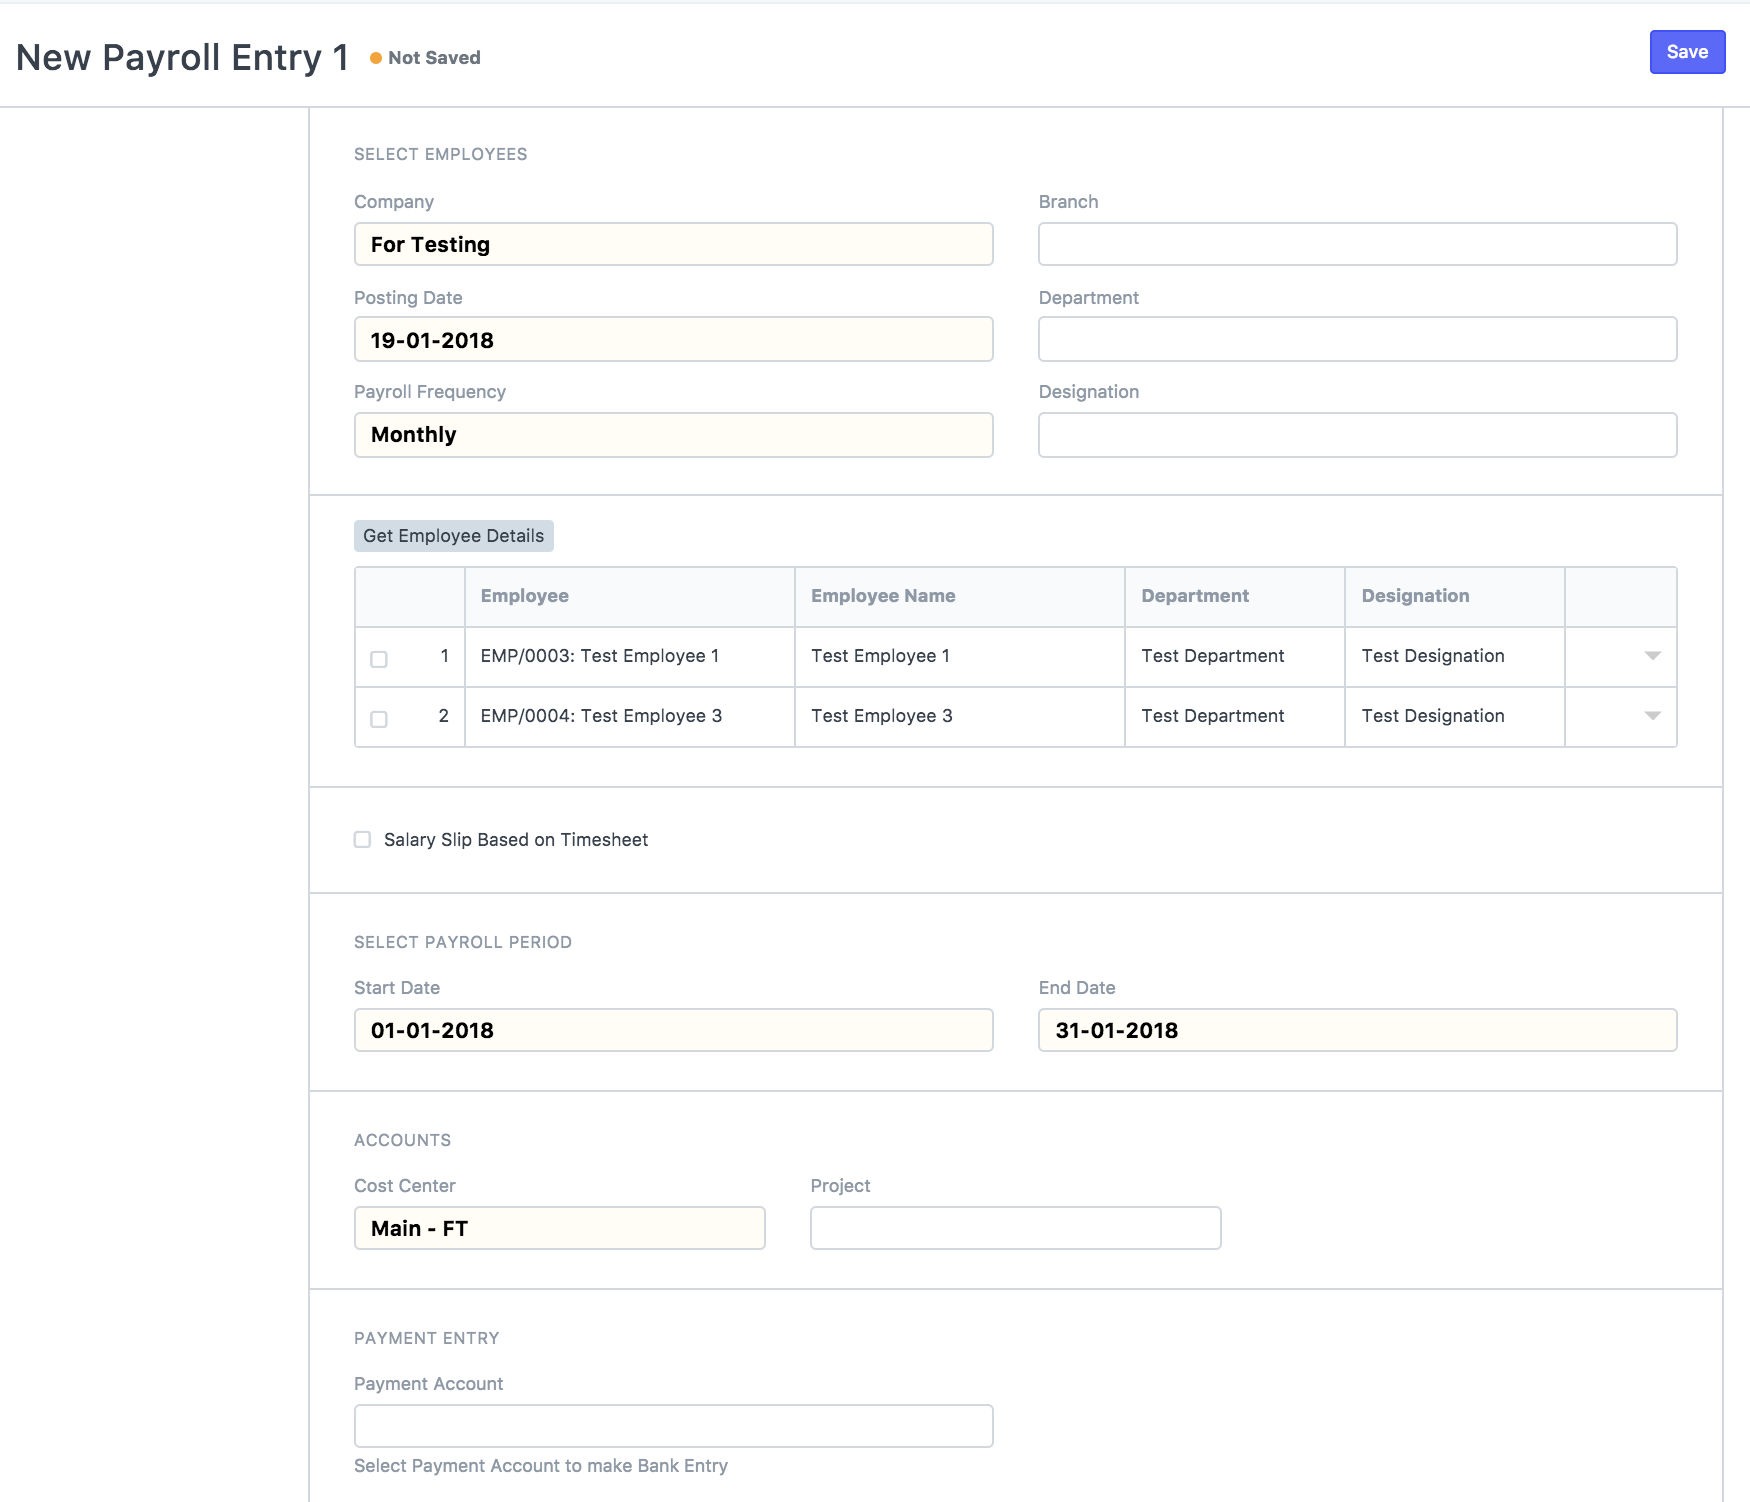 New Payroll Entry 1 Not Saved Save
SELECT EMPLOYEES
Company Branch
For Testing
Posting Date Department
19-01-2018
Payroll Frequency Designation
Monthly
Get Employee Details
Employee Employee Name Department Designation
1 EMP/0003: Test Employee 1 Test Employee 1 Test Department Test Designation
2 EMP/0004: Test Employee 3 Test Employee 3 Test Department Test Designation
Salary Slip Based on Timesheet
SELECT PAYROLL PERIOD
Start Date End Date
01-01-2018 31-01-2018
ACCOUNTS
Cost Center Project
Main - FT
PAYMENT ENTRY
Payment Account
Select Payment Account to make Bank Entry